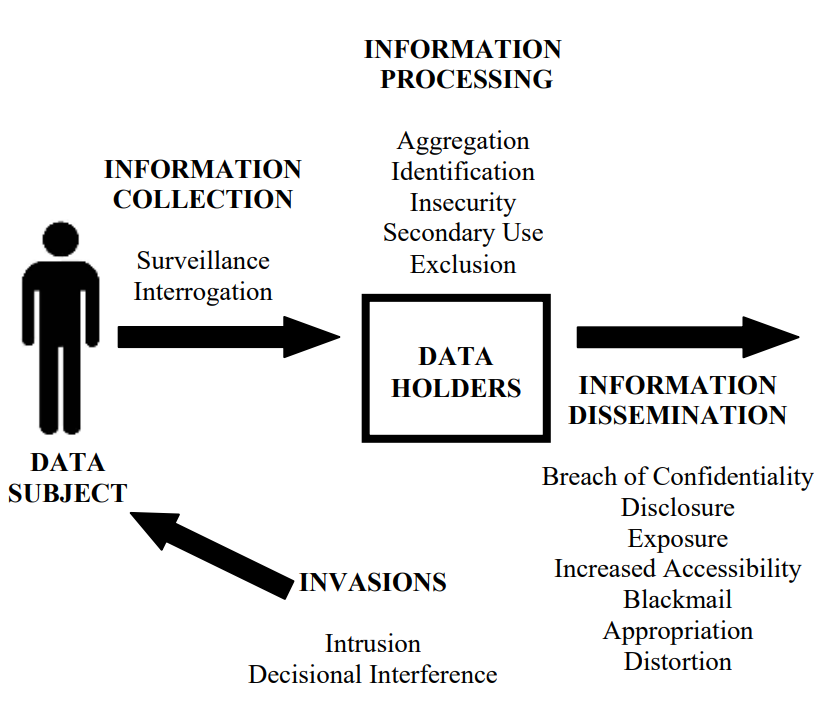 INFORMATION
PROCESSING
Aggregation
Identification
Insecurity
Secondary Use
Exclusion
INFORMATION
COLLECTION
Surveillance
Interrogation
DATA
HOLDERS
DATA
SUBJECT
INFORMATION
DISSEMINATION
Breach of Confidentiality
Disclosure
Exposure
Increased Accessibility
Blackmail
Appropriation
Distortion
INVASIONS
Intrusion
Decisional Interference